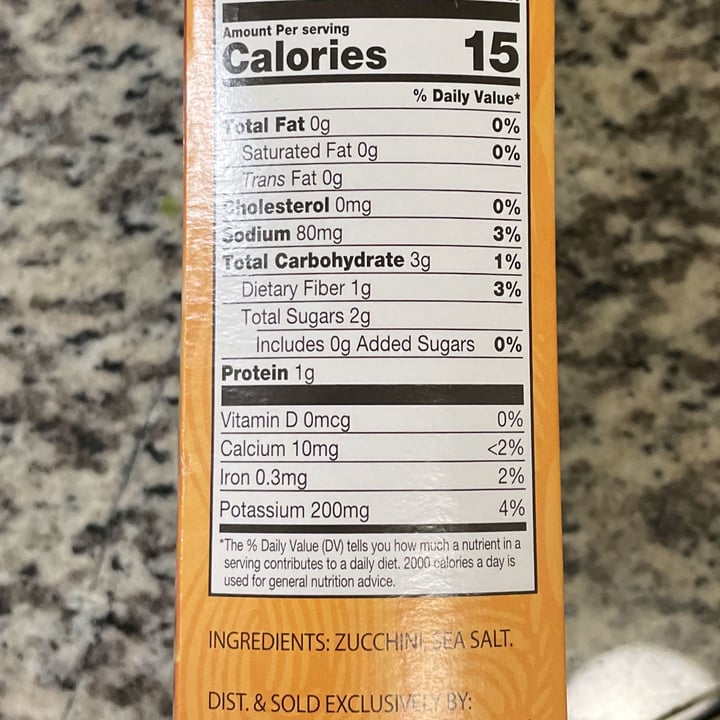 Amount Per serving
Calories 15
% Daily Value*
Total Fat 0g 0%
Saturated Fat 0g 0%
Trans Fat 0g
Cholesterol 0mg 0%
Sodium 80mg 3%
Total Carbohydrate 3g 1%
Dietary Fiber 1g 3%
Total Sugars 2g
Includes 0g Added Sugars 0%
Protein 1g
Vitamin D 0mcg 0%
Calcium 10mg <2%
Iron 0.3mg 2%
Potassium 200mg 4%
*The % Daily Value (DV) tells you how much a nutrient in a
serving contributes to a daily diet. 2000 calories a day is
used for general nutrition advice.
INGREDIENTS: ZUCCHINI, SEA SALT.
DIST. & SOLD EXCLUSIVELY BY: